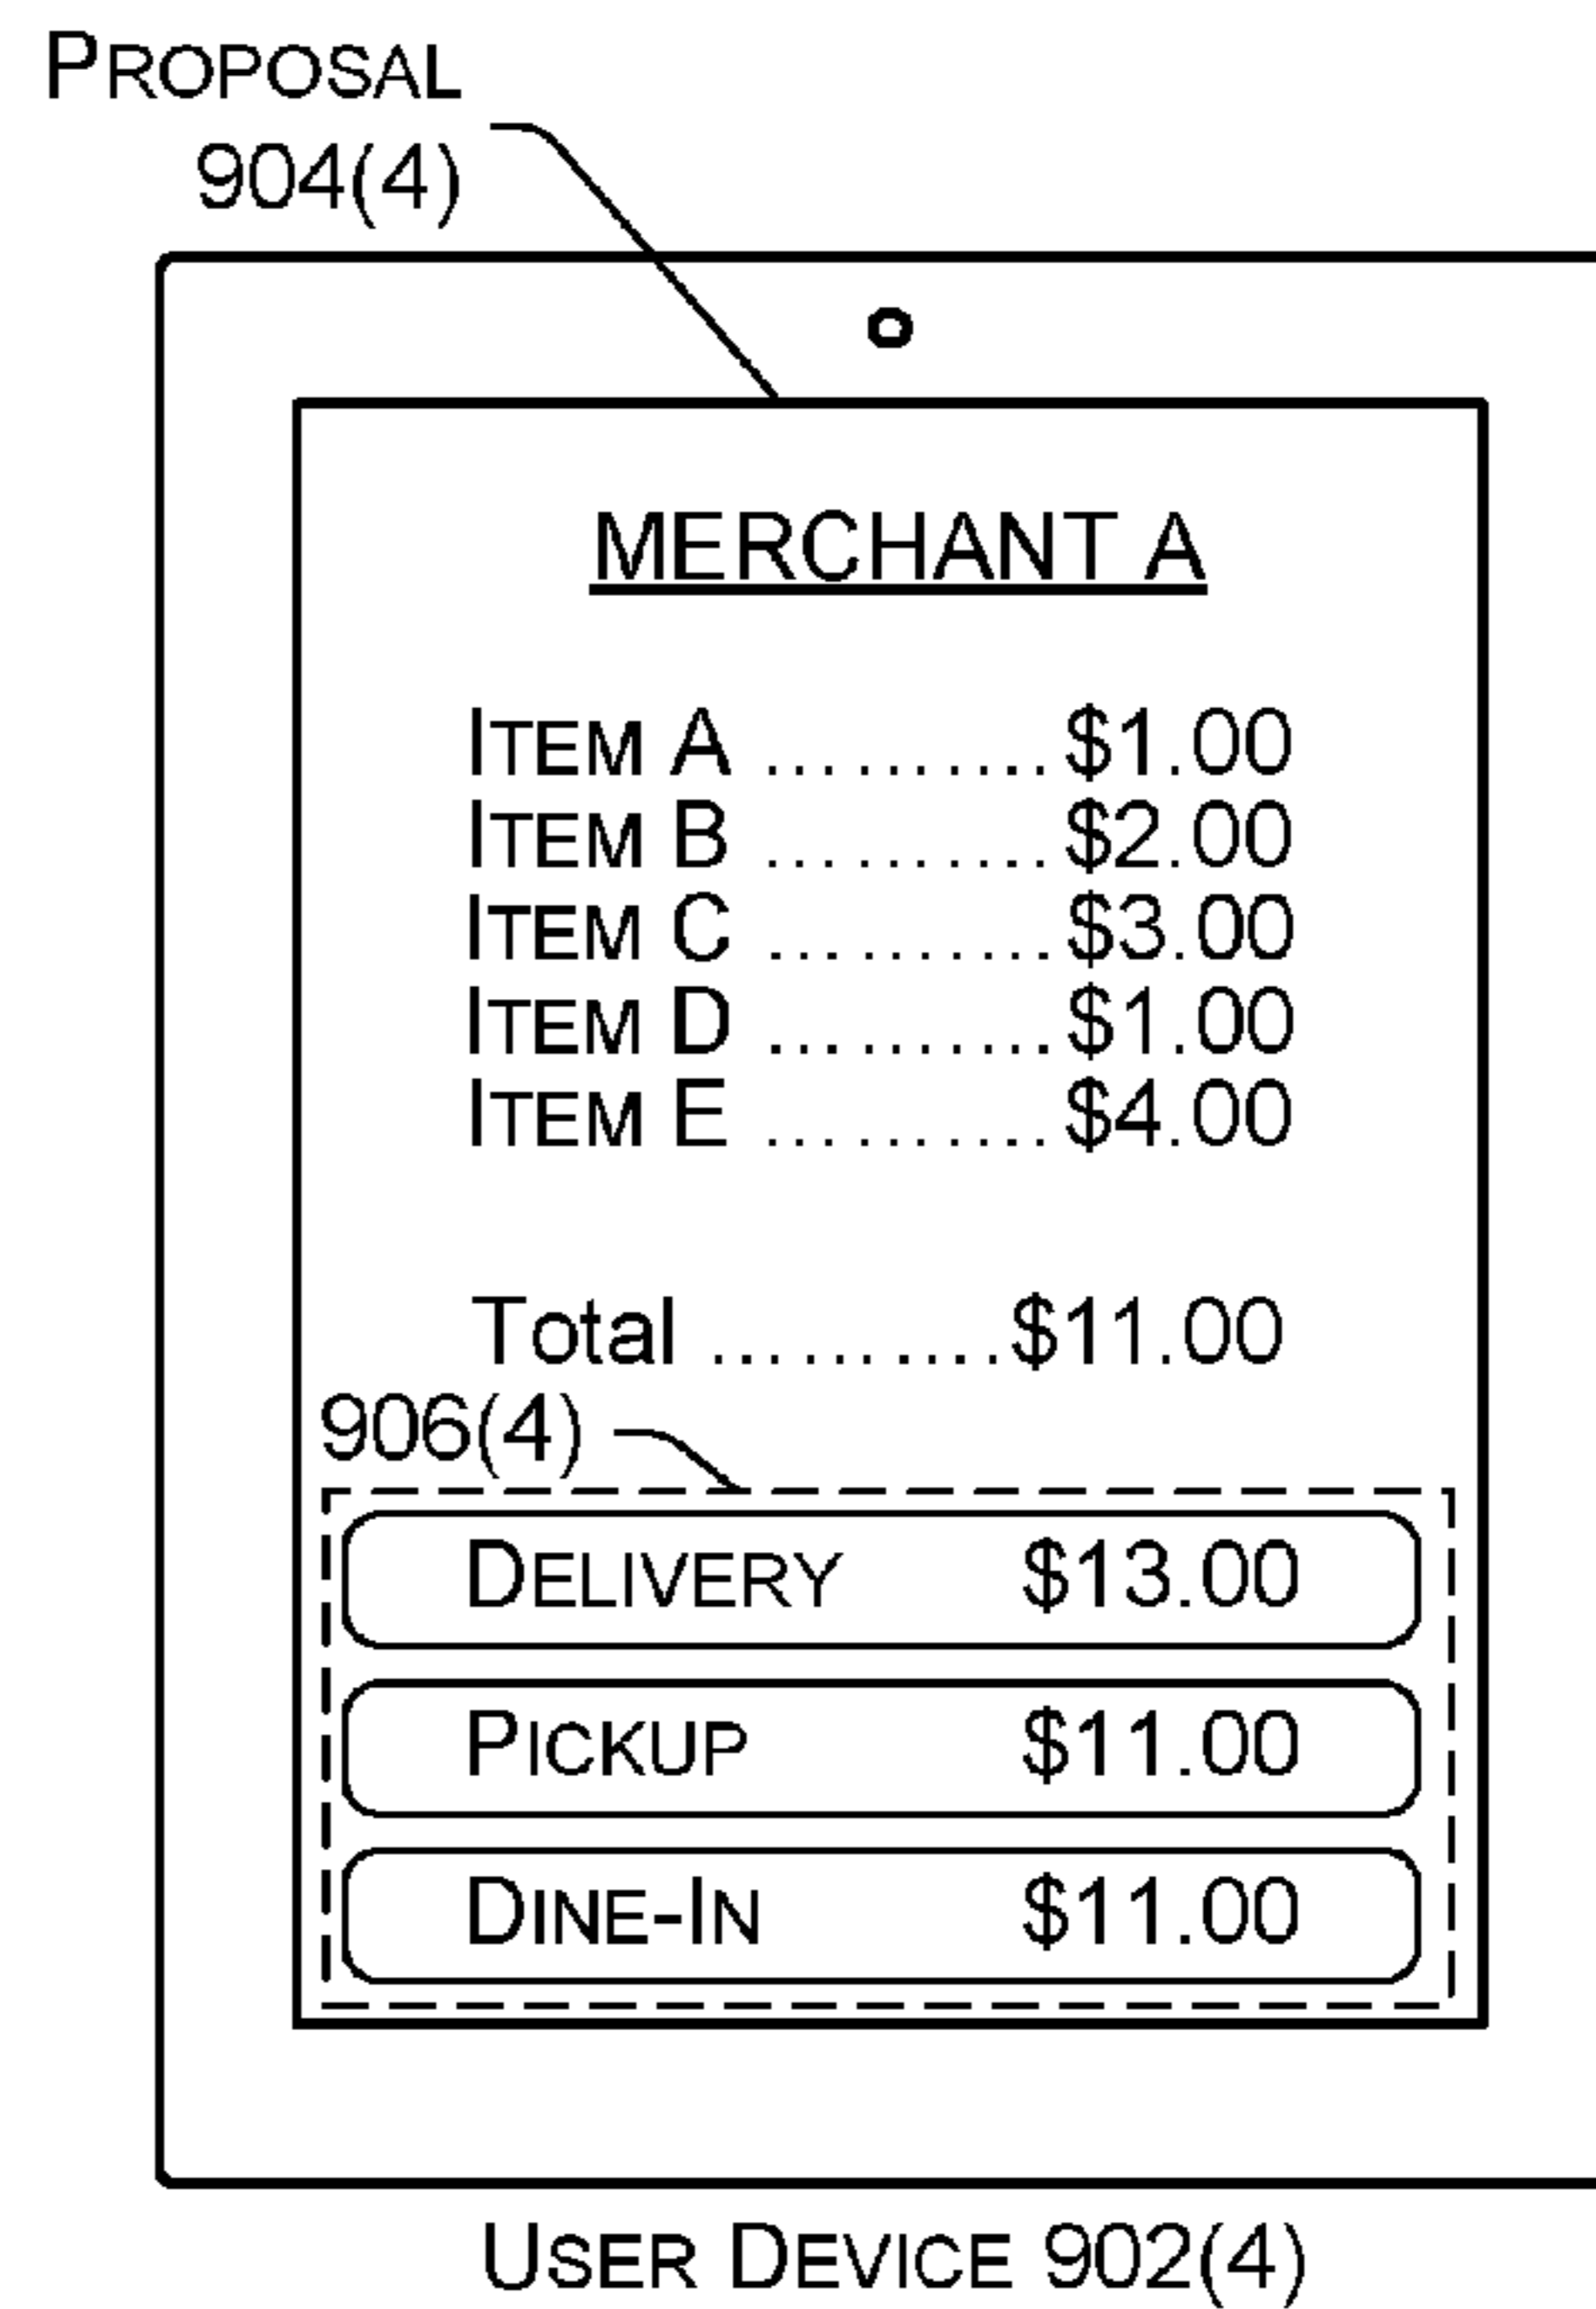 PROPOSAL
904(4)
MERCHANT A
ITEM A ..........$1.00
ITEM B ..........$2.00
ITEM C ..........$3.00
ITEM D ..........$1.00
ITEM E ..........$4.00
Total ..........$11.00
906(4)
DELIVERY $13.00
PICKUP $11.00
DINE-IN $11.00
USER DEVICE 902(4)